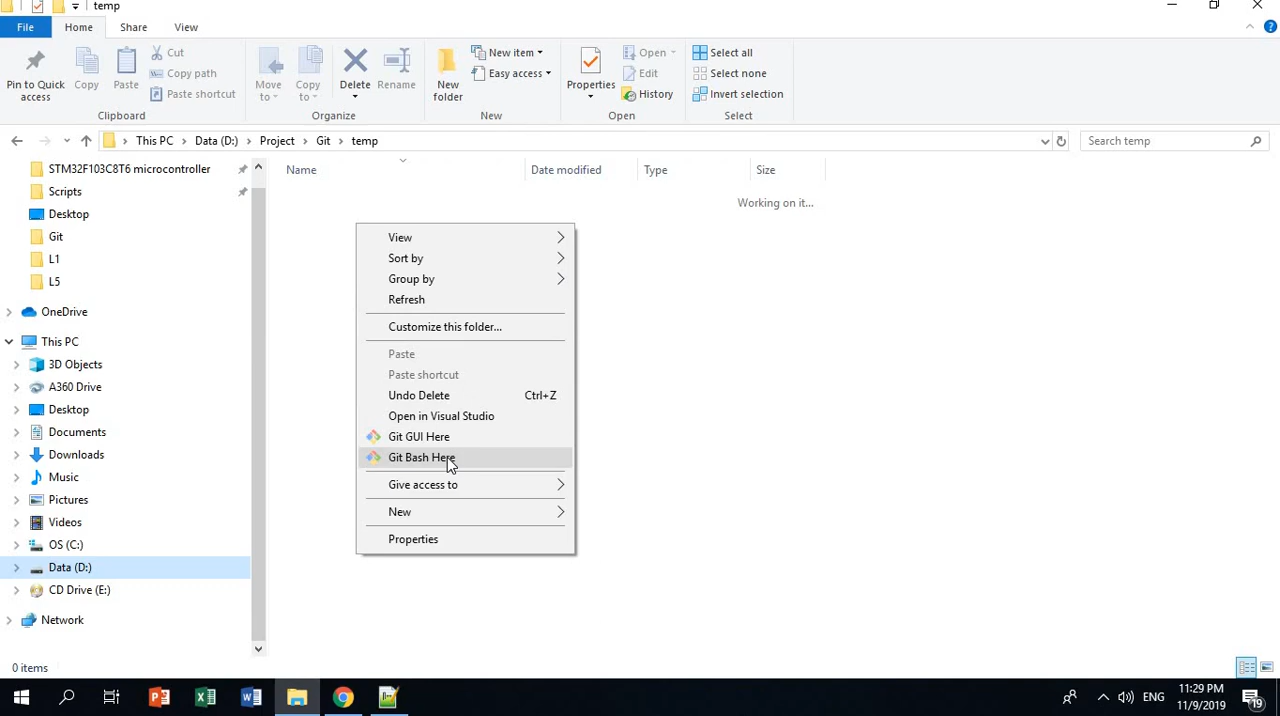 temp
File
Home
Share
View
Pin to Quick access
Copy
Paste
Cut
Copy path
Paste shortcut
Clipboard
Move to
Copy to
Delete
Rename
Organize
New folder
New item
Easy access
New
Properties
Open
Edit
History
Open
Select all
Select none
Invert selection
Select
This PC
Data (D:)
Project
Git
temp
Search temp
Name
Date modified
Type
Size
Working on it...
STM32F103C8T6 microcontroller
Scripts
Desktop
Git
L1
L5
OneDrive
This PC
3D Objects
A360 Drive
Desktop
Documents
Downloads
Music
Pictures
Videos
OS (C:)
Data (D:)
CD Drive (E:)
Network
View
Sort by
Group by
Refresh
Customize this folder...
Paste
Paste shortcut
Undo Delete Ctrl+Z
Open in Visual Studio
Git GUI Here
Git Bash Here
Give access to
New
Properties
0 items
ENG
11:29 PM
11/9/2019
19